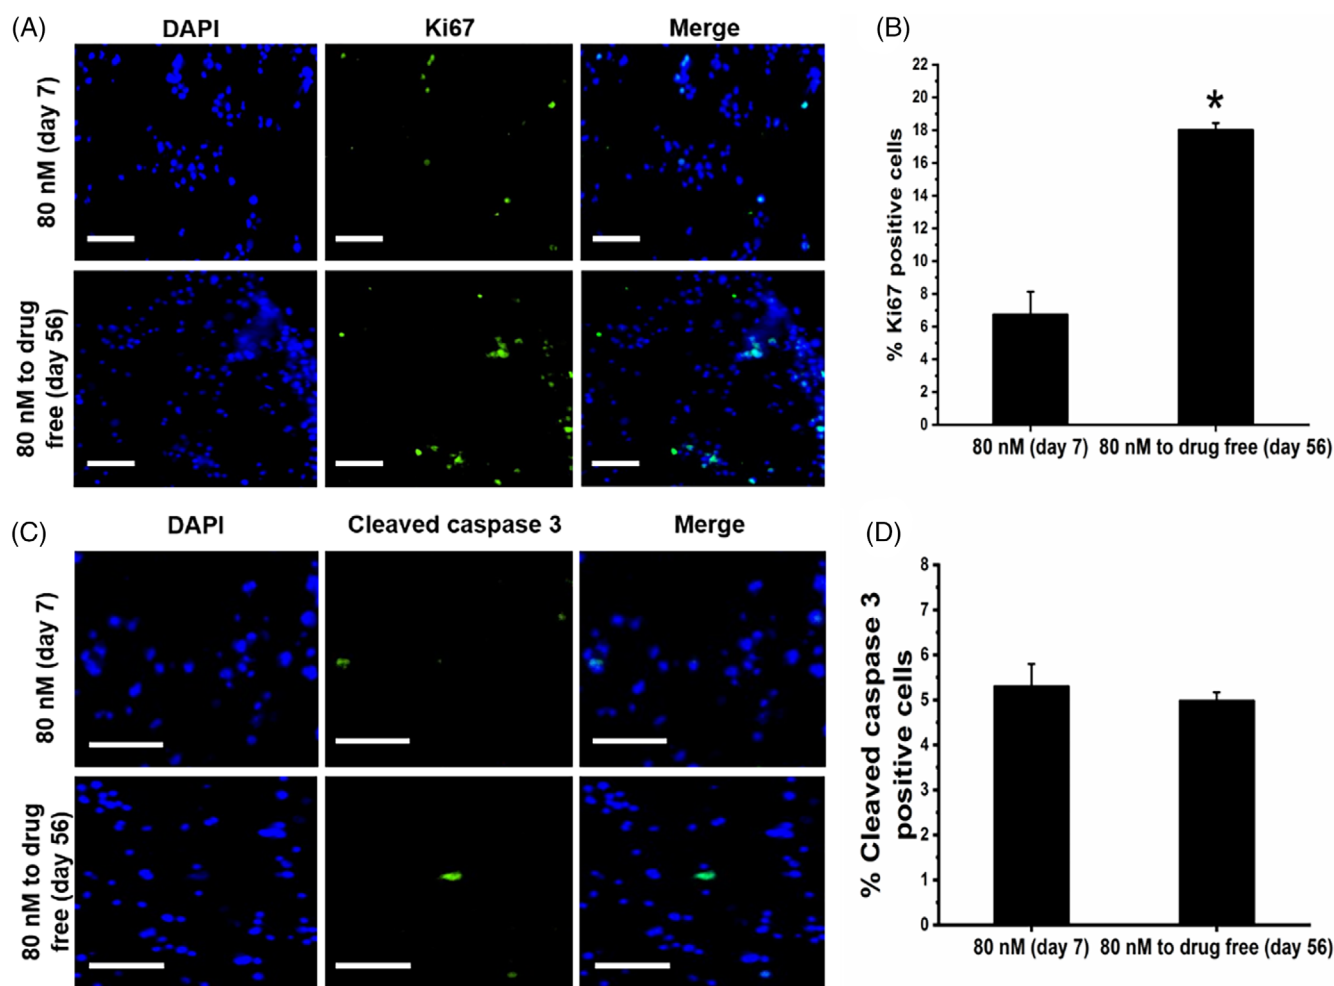 (A)
DAPI
Ki67
Merge
80 nM (day 7)
80 nM to drug
free (day 56)
(B)
% Ki67 positive cells
22
20
18
16
14
12
10
8
6
4
2
0
*
80 nM (day 7)
80 nM to drug free (day 56)
(C)
DAPI
Cleaved caspase 3
Merge
80 nM (day 7)
80 nM to drug
free (day 56)
(D)
% Cleaved caspase 3
positive cells
8
7
6
5
4
3
2
1
0
80 nM (day 7)
80 nM to drug free (day 56)